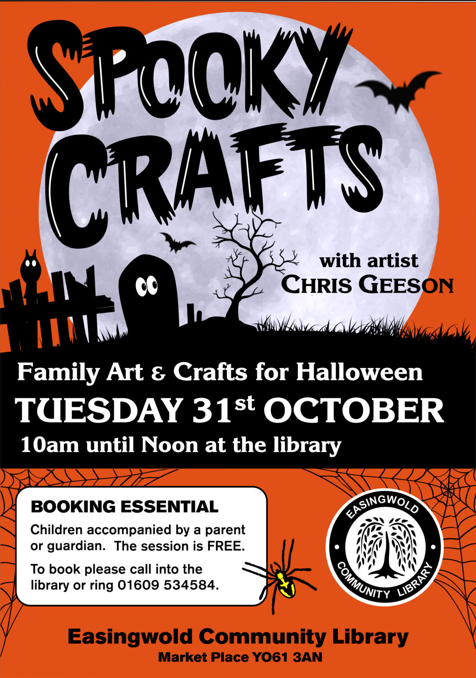 SPOOKY
CRAFTS
with artist
CHRIS GEESON
Family Art & Crafts for Halloween
TUESDAY 31st OCTOBER
10am until Noon at the library
BOOKING ESSENTIAL
Children accompanied by a parent
or guardian. The session is FREE.
To book please call into the
library or ring 01609 534584.
EASINGWOLD
COMMUNITY LIBRARY
Easingwold Community Library
Market Place YO61 3AN